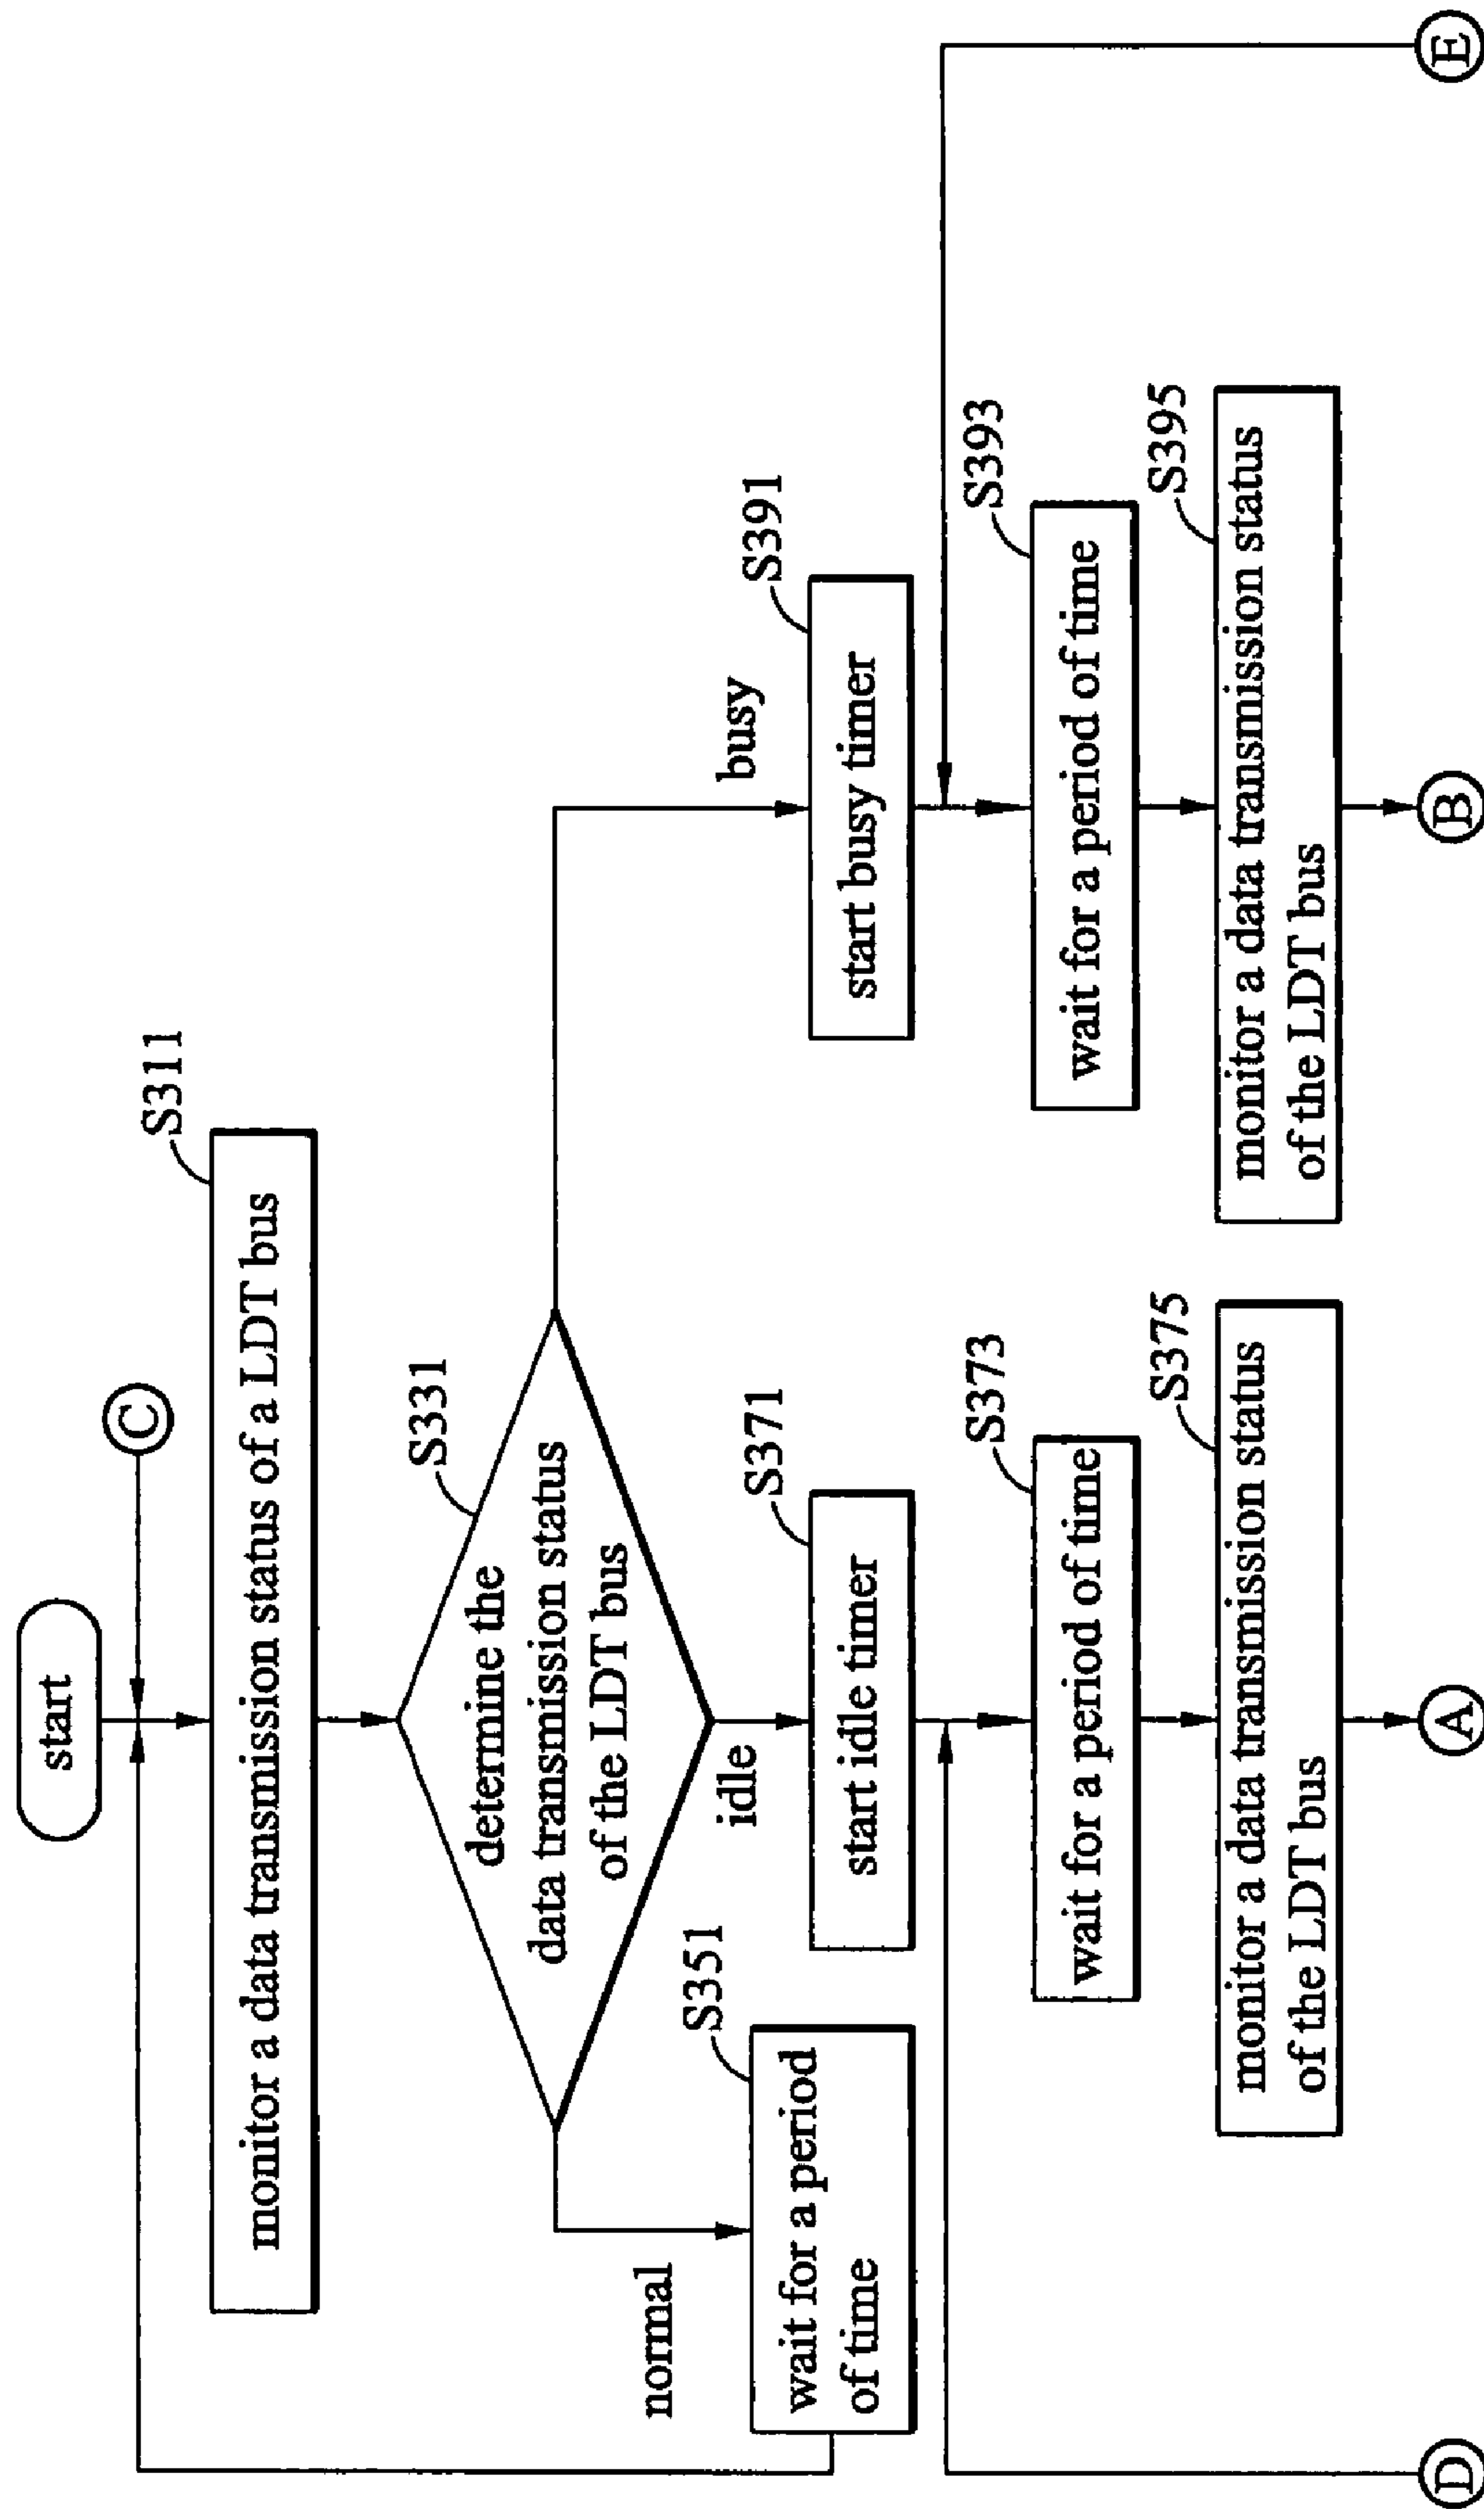 start
C
S311
monitor a data transmission status of a LDT bus
S331
determine the
data transmission status
of the LDT bus
normal
idle
busy
S351
wait for a period
of time
S371
start idle timer
S391
start busy timer
S373
wait for a period of time
S393
wait for a period of time
S375
monitor a data transmission status
of the LDT bus
S395
monitor a data transmission status
of the LDT bus
D
A
B
E